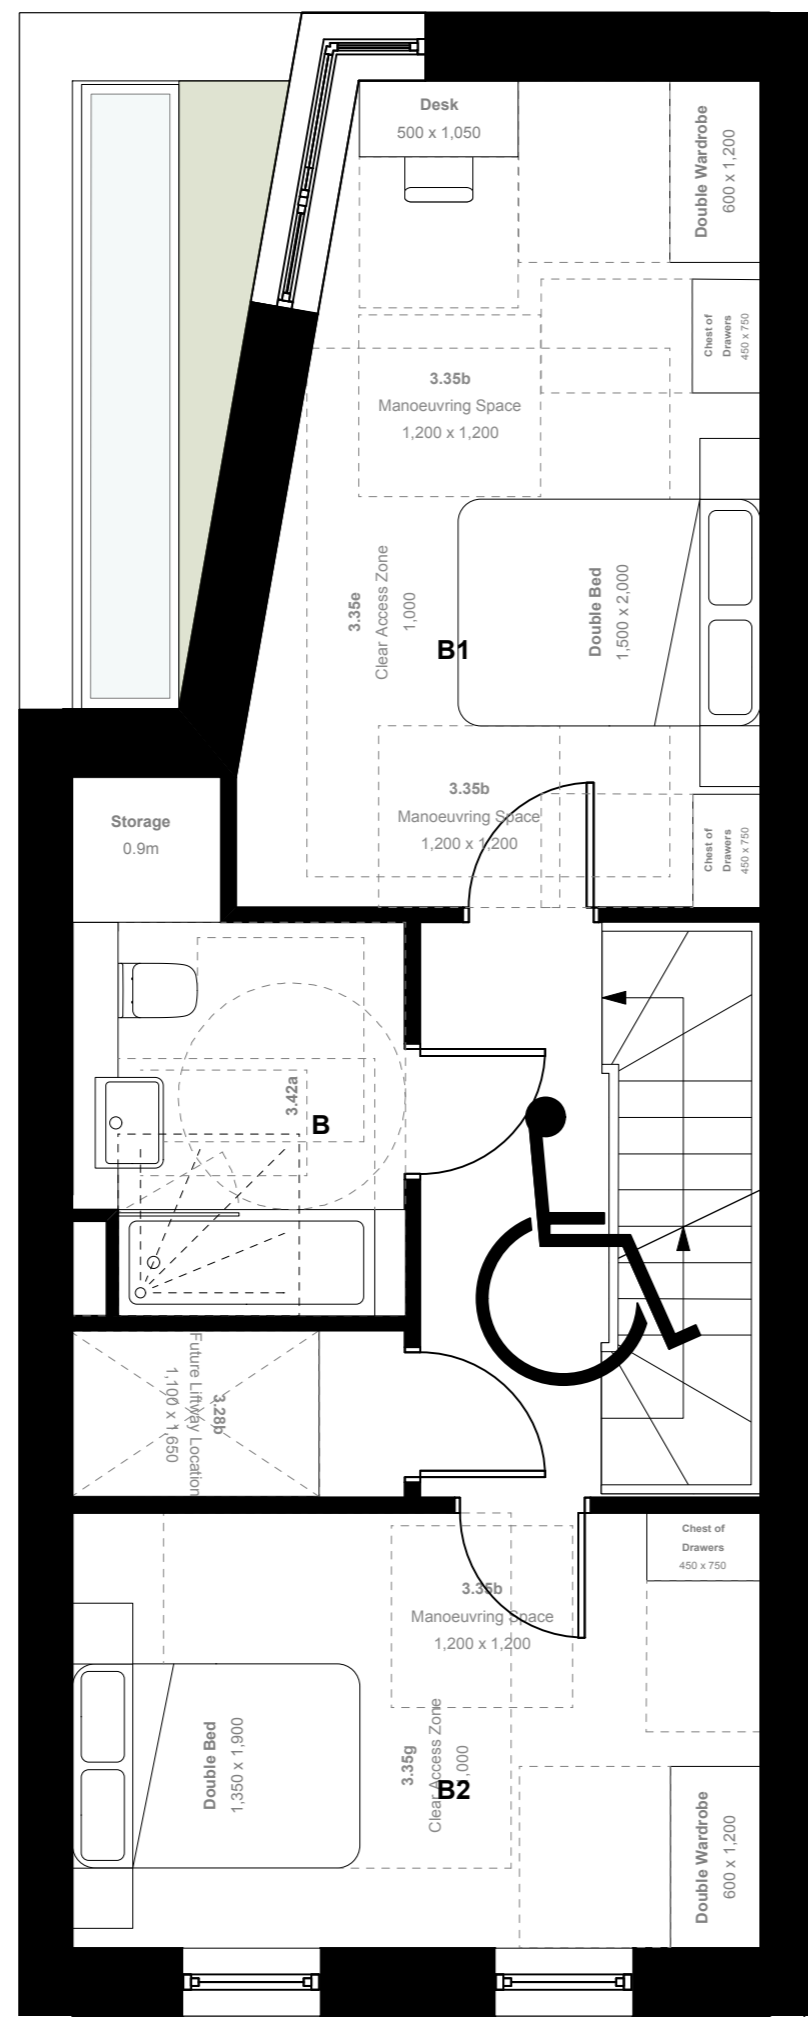 Desk
500 x 1,050
Double Wardrobe
600 x 1,200
Chest of
Drawers
450 x 750
3.35b
Manoeuvring Space
1,200 x 1,200
3.35e
Clear Access Zone
1,000
B1
Double Bed
1,500 x 2,000
3.35b
Manoeuvring Space
1,200 x 1,200
Chest of
Drawers
450 x 750
Storage
0.9m
3.42a
B
3.28b
Future Liftway Location
1,100 x 1,650
Chest of
Drawers
450 x 750
3.35b
Manoeuvring Space
1,200 x 1,200
Double Bed
1,350 x 1,900
3.35g
Clear Access Zone
,000
B2
Double Wardrobe
600 x 1,200